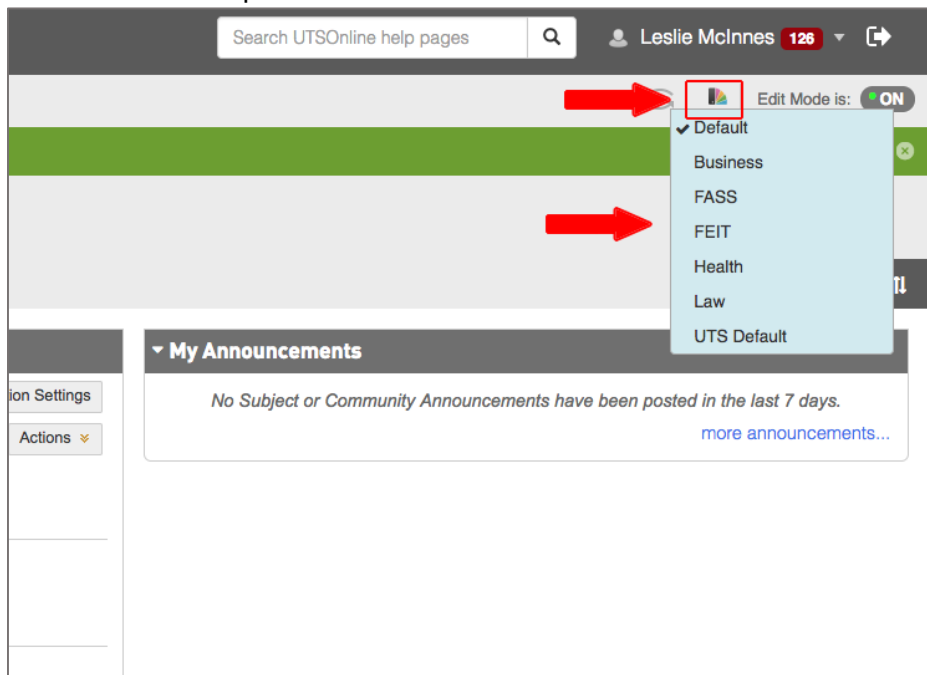 Search UTSOnline help pages
Leslie McInnes 126
Edit Mode is: ON
Default
Business
FASS
FEIT
Health
Law
UTS Default
My Announcements
ion Settings
No Subject or Community Announcements have been posted in the last 7 days.
Actions
more announcements...